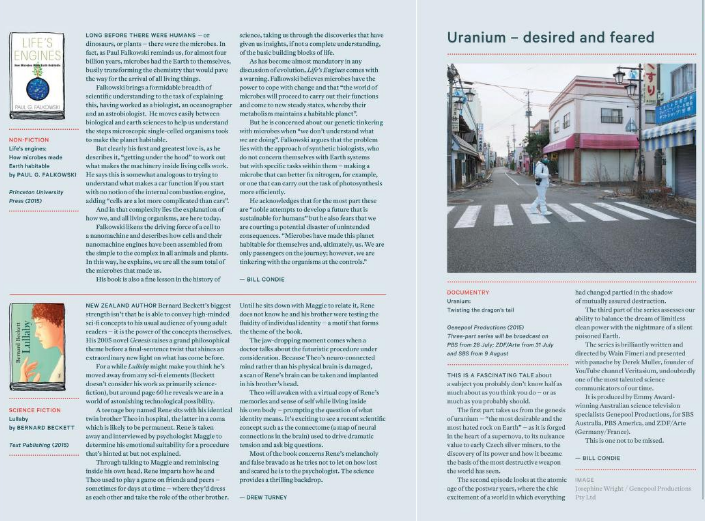 LIFE'S
ENGINES
PAUL G. FALKOWSKI
NON-FICTION
Life's engines:
How microbes made
Earth habitable
by PAUL G. FALKOWSKI
Princeton University
Press (2015)
LONG BEFORE THERE WERE HUMANS — or
dinosaurs, or plants — there were the microbes. In
fact, as Paul Falkowski reminds us, for almost four
billion years, microbes had the Earth to themselves,
busily transforming the chemistry that would pave
the way for the arrival of all living things.
Falkowski brings a formidable breadth of
scientific understanding to the task of explaining
this, having worked as a biologist, an oceanographer
and an astrobiologist. He moves easily between
biological and earth sciences to help us understand
the steps microscopic single-celled organisms took
to make the planet habitable.
But clearly his first and greatest love is, as he
describes it, "getting under the hood" to work out
what makes the machinery inside living cells work.
He says this is somewhat analogous to trying to
understand what makes a car function if you start
with no notion of the internal combustion engine,
adding "cells are a lot more complicated than cars".
And in that complexity lies the explanation of
how we, and all living organisms, are here today.
Falkowski likens the driving force of a cell to
a nanomachine and describes how cells and their
nanomachine engines have been assembled from
the simple to the complex in all animals and plants.
In this way, he explains, we are all the sum total of
the microbes that made us.
His book is also a fine lesson in the history of
science, taking us through the discoveries that have
given us insights, if not a complete understanding,
of the basic building blocks of life.
As has become almost mandatory in any
discussion of evolution, Life's Engines comes with
a warning. Falkowski believes microbes have the
power to cope with change and that "the world of
microbes will proceed to carry out their functions
and come to new steady states, whereby their
metabolism maintains a habitable planet".
But he is concerned about our genetic tinkering
with microbes when "we don't understand what
we are doing". Falkowski argues that the problem
lies with the approach of synthetic biologists, who
do not concern themselves with Earth systems
but with specific tasks within them — making a
microbe that can better fix nitrogen, for example,
or one that can carry out the task of photosynthesis
more efficiently.
He acknowledges that for the most part these
are "noble attempts to develop a future that is
sustainable for humans" but he also fears that we
are courting a potential disaster of unintended
consequences. "Microbes have made this planet
habitable for themselves and, ultimately, us. We are
only passengers on the journey; however, we are
tinkering with the organisms at the controls."
— BILL CONDIE
Bernard Beckett
Lullaby
SCIENCE FICTION
Lullaby
by BERNARD BECKETT
Text Publishing (2015)
NEW ZEALAND AUTHOR Bernard Beckett's biggest
strength isn't that he is able to convey high-minded
sci-fi concepts to his usual audience of young adult
readers – it is the power of the concepts themselves.
His 2005 novel Genesis raised a grand philosophical
theme before a final-sentence twist that shines an
extraordinary new light on what has come before.
For a while Lullaby might make you think he's
moved away from any sci-fi elements (Beckett
doesn't consider his work as primarily science-
fiction), but around page 60 he reveals we are in a
world of astonishing technological possibility.
A teenage boy named Rene sits with his identical
twin brother Theo in hospital, the latter in a coma
which is likely to be permanent. Rene is taken
away and interviewed by psychologist Maggie to
determine his emotional suitability for a procedure
that's hinted at but not explained.
Through talking to Maggie and reminiscing
inside his own head, Rene imparts how he and
Theo used to play a game on friends and peers –
sometimes for days at a time – where they'd dress
as each other and take the role of the other brother.
Until he sits down with Maggie to relate it, Rene
does not know he and his brother were testing the
fluidity of individual identity – a motif that forms
the theme of the book.
The jaw-dropping moment comes when a
doctor talks about the futuristic procedure under
consideration. Because Theo's neuro-connected
mind rather than his physical brain is damaged,
a scan of Rene's brain can be taken and implanted
in his brother's head.
Theo will awaken with a virtual copy of Rene's
memories and sense of self while living inside
his own body – prompting the question of what
identity means. It's exciting to see a recent scientific
concept such as the connectome (a map of neural
connections in the brain) used to drive dramatic
tension and ask big questions.
Most of the book concerns Rene's melancholy
and false bravado as he tries not to let on how lost
and scared he is to the psychologist. The science
provides a thrilling backdrop.
— DREW TURNEY
Uranium – desired and feared
DOCUMENTARY
Uranium:
Twisting the dragon's tail
Genepool Productions (2015)
Three-part series will be broadcast on
PBS from 28 July; ZDF/Arte from 31 July
and SBS from 9 August
THIS IS A FASCINATING TALE about
a subject you probably don't know half as
much about as you think you do – or as
much as you probably should.
The first part takes us from the genesis
of uranium – "the most desirable and the
most hated rock on Earth" – as it is forged
in the heart of a supernova, to its nuisance
value to early Czech silver miners, to the
discovery of its power and how it became
the basis of the most destructive weapon
the world has seen.
The second episode looks at the atomic
age of the postwar years, where the chic
excitement of a world in which everything
had changed partied in the shadow
of mutually assured destruction.
The third part of the series assesses our
ability to balance the dream of limitless
clean power with the nightmare of a silent
poisoned Earth.
The series is brilliantly written and
directed by Wain Fimeri and presented
with panache by Derek Muller, founder of
YouTube channel Veritasium, and undoubtedly
one of the most talented science
communicators of our time.
It is produced by Emmy Award-
winning Australian science television
specialists Genepool Productions, for SBS
Australia, PBS America, and ZDF/Arte
(Germany/France).
This one is not to be missed.
— BILL CONDIE
IMAGE
Josephine Wright / Genepool Productions
Pty Ltd